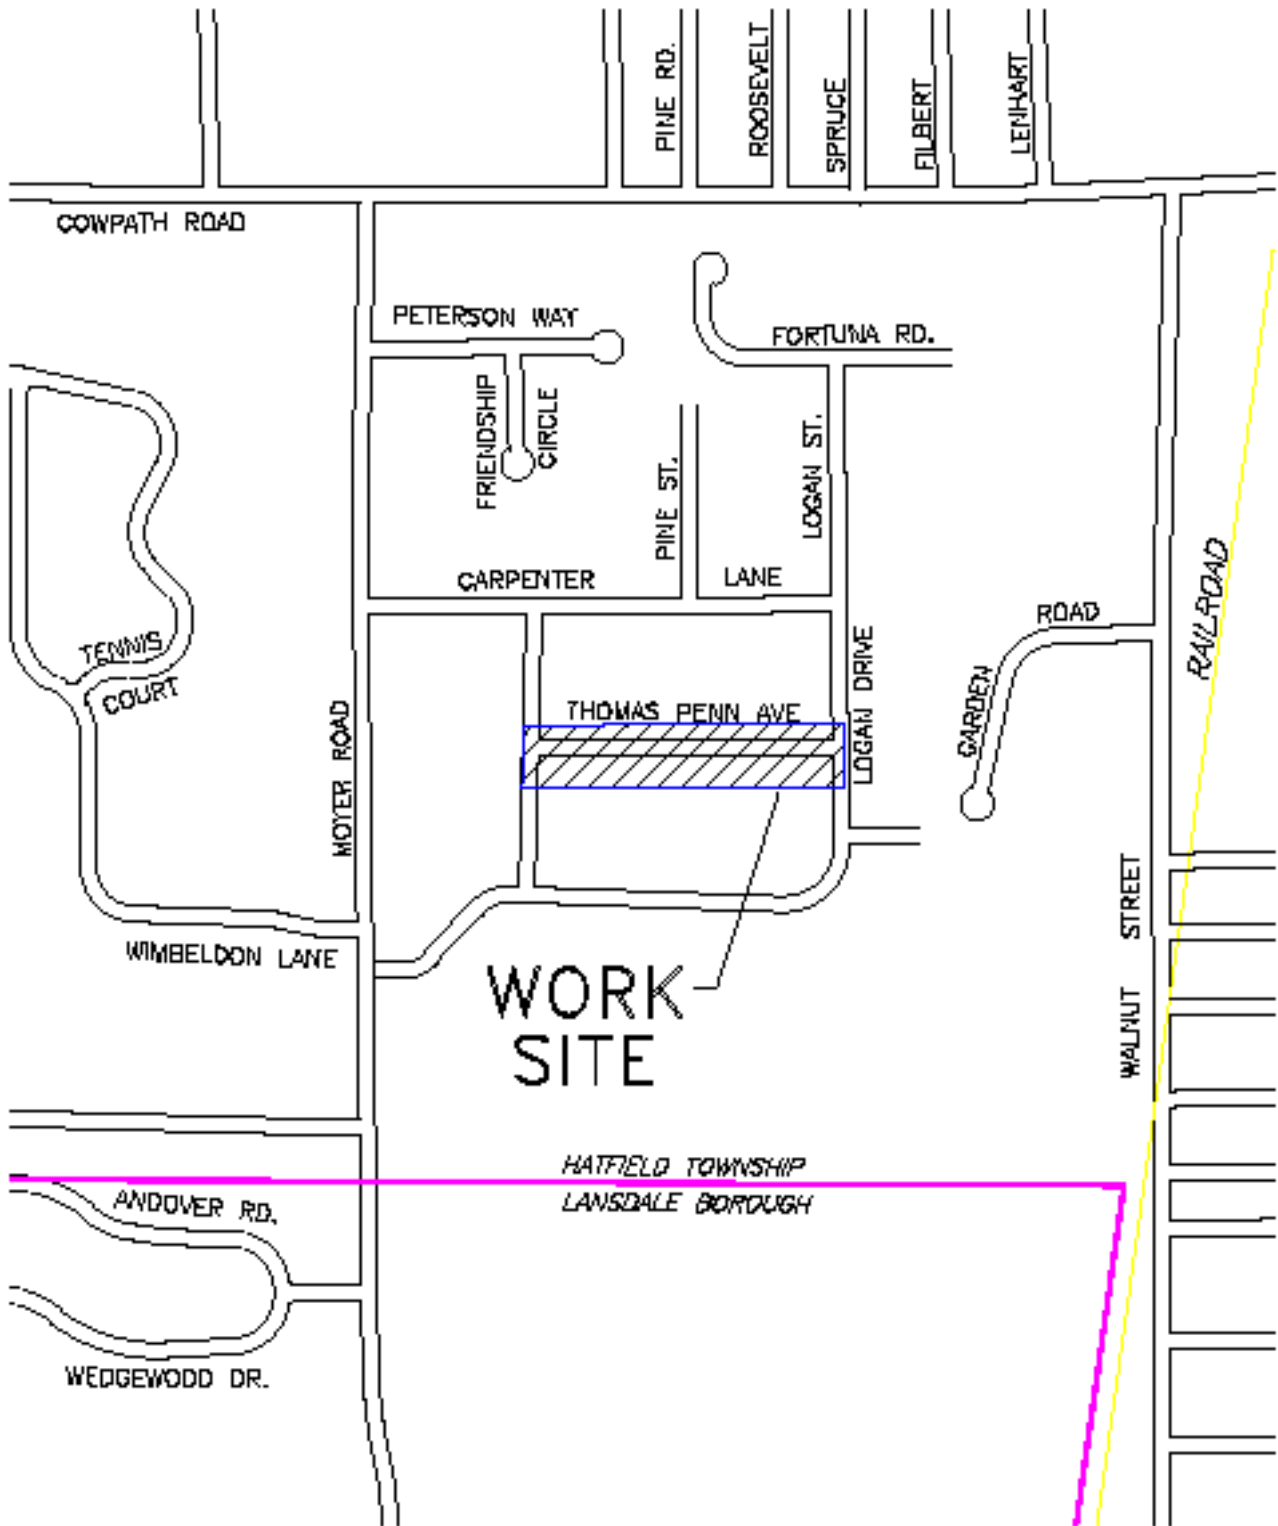 PINE RD.
ROOSEVELT
SPRUCE
FILBERT
LENHART
COWPATH ROAD
PETERSON WAY
FORTUNA RD.
FRIENDSHIP
CIRCLE
LOGAN ST.
PINE ST.
CARPENTER LANE
ROAD
RAILROAD
TENNIS
COURT
LOGAN DRIVE
GARDEN
THOMAS PENN AVE
MOYER ROAD
WALNUT STREET
WIMBELDON LANE
WORK
SITE
HATFIELD TOWNSHIP
LANSDALE BOROUGH
ANDOVER RD.
WEDGEWOOD DR.